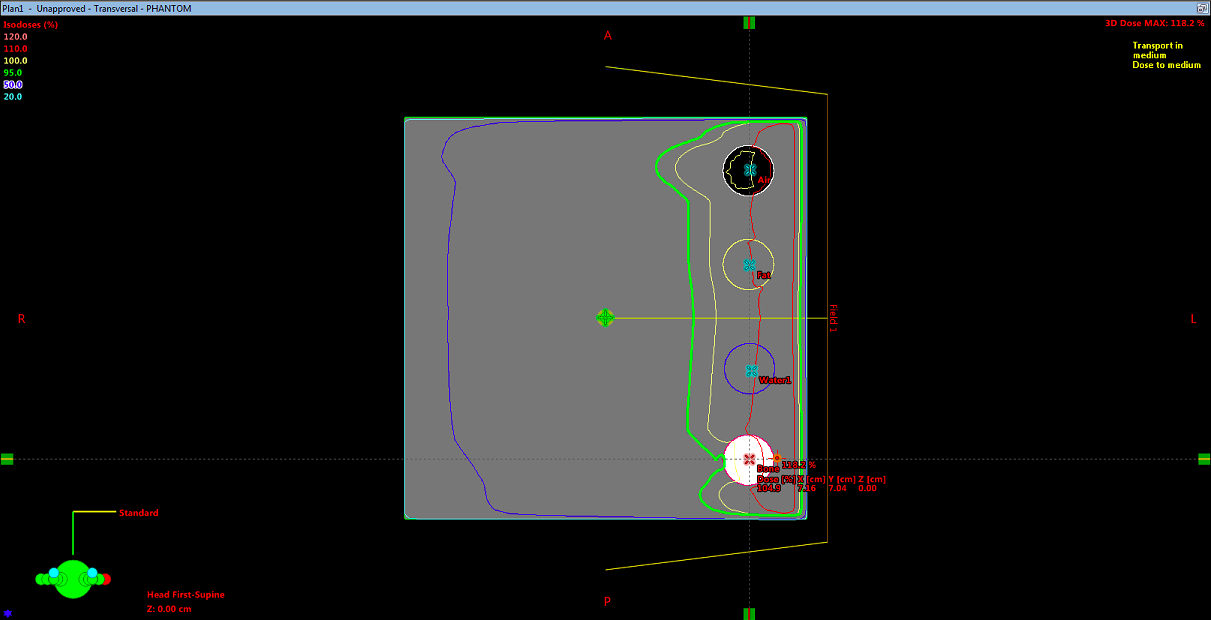 Plan1 - Unapproved - Transversal - PHANTOM
Isodoses (%)
120.0
110.0
100.0
95.0
50.0
20.0
3D Dose MAX: 118.2 %
Transport in
medium
Dose to medium
A
Air
Fat
R
Field 1
L
Water1
118.2 %
Bone
Dose [%] X [cm] Y [cm] Z [cm]
104.9 7.16 7.04 0.00
Standard
Head First-Supine
Z: 0.00 cm
P